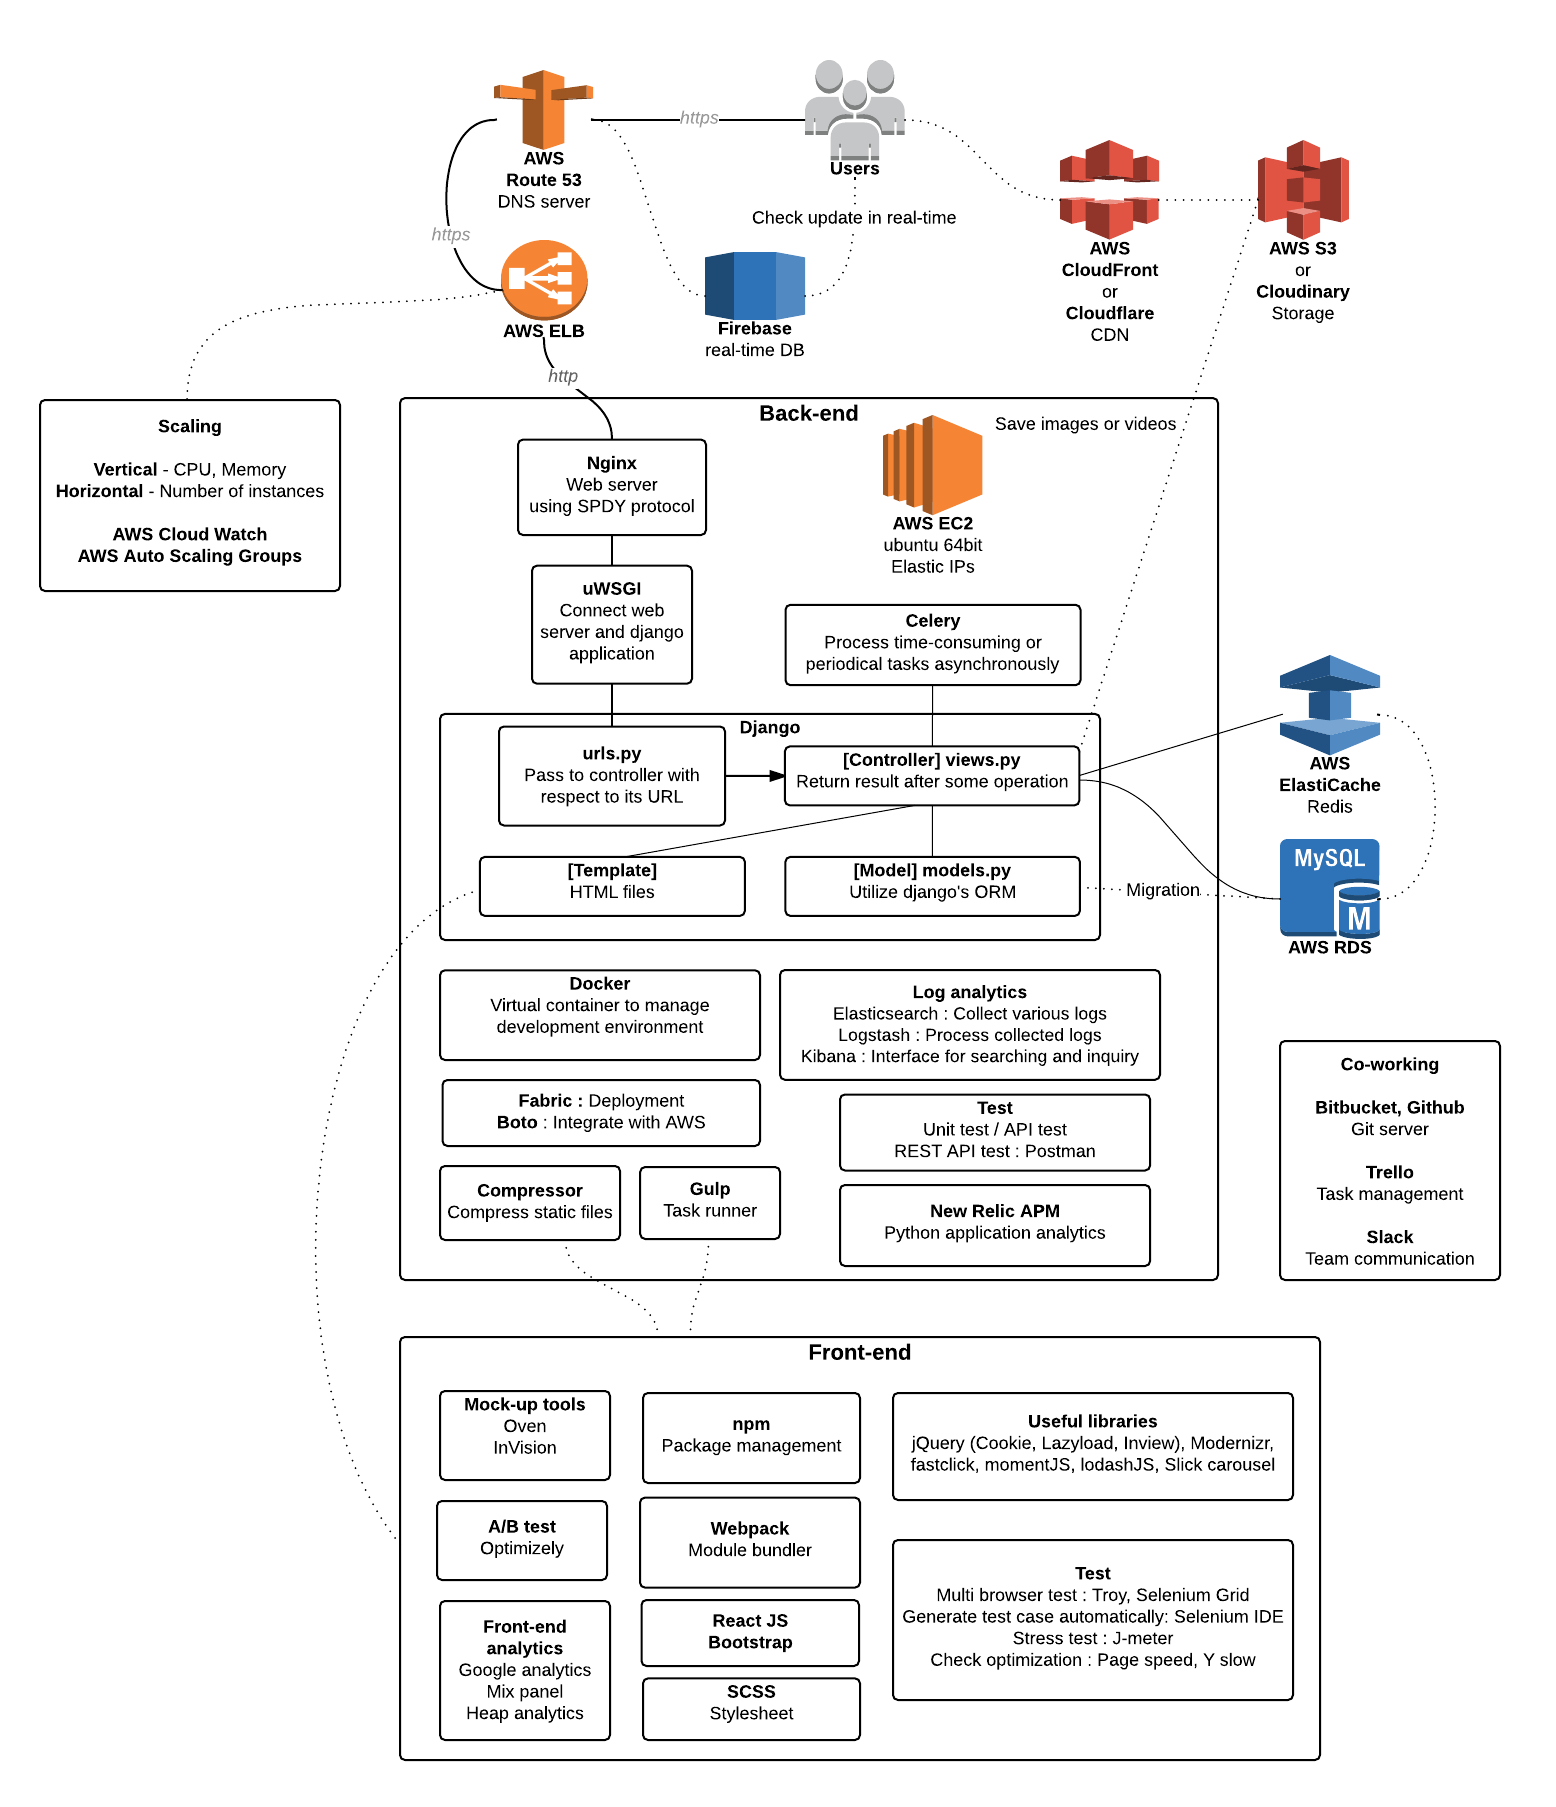 https
AWS
Route 53
DNS server
Users
Check update in real-time
https
AWS ELB
Firebase
real-time DB
AWS
CloudFront
or
Cloudflare
CDN
AWS S3
or
Cloudinary
Storage
http
Scaling
Vertical - CPU, Memory
Horizontal - Number of instances
AWS Cloud Watch
AWS Auto Scaling Groups
Back-end
Save images or videos
Nginx
Web server
using SPDY protocol
AWS EC2
ubuntu 64bit
Elastic IPs
uWSGI
Connect web
server and django
application
Celery
Process time-consuming or
periodical tasks asynchronously
Django
urls.py
Pass to controller with
respect to its URL
[Controller] views.py
Return result after some operation
[Template]
HTML files
[Model] models.py
Utilize django's ORM
Migration
AWS
ElastiCache
Redis
MySQL
M
AWS RDS
Docker
Virtual container to manage
development environment
Log analytics
Elasticsearch : Collect various logs
Logstash : Process collected logs
Kibana : Interface for searching and inquiry
Fabric : Deployment
Boto : Integrate with AWS
Test
Unit test / API test
REST API test : Postman
Compressor
Compress static files
Gulp
Task runner
New Relic APM
Python application analytics
Co-working
Bitbucket, Github
Git server
Trello
Task management
Slack
Team communication
Front-end
Mock-up tools
Oven
InVision
npm
Package management
Useful libraries
jQuery (Cookie, Lazyload, Inview), Modernizr,
fastclick, momentJS, lodashJS, Slick carousel
A/B test
Optimizely
Webpack
Module bundler
Test
Multi browser test : Troy, Selenium Grid
Generate test case automatically: Selenium IDE
Stress test : J-meter
Check optimization : Page speed, Y slow
Front-end
analytics
Google analytics
Mix panel
Heap analytics
React JS
Bootstrap
SCSS
Stylesheet